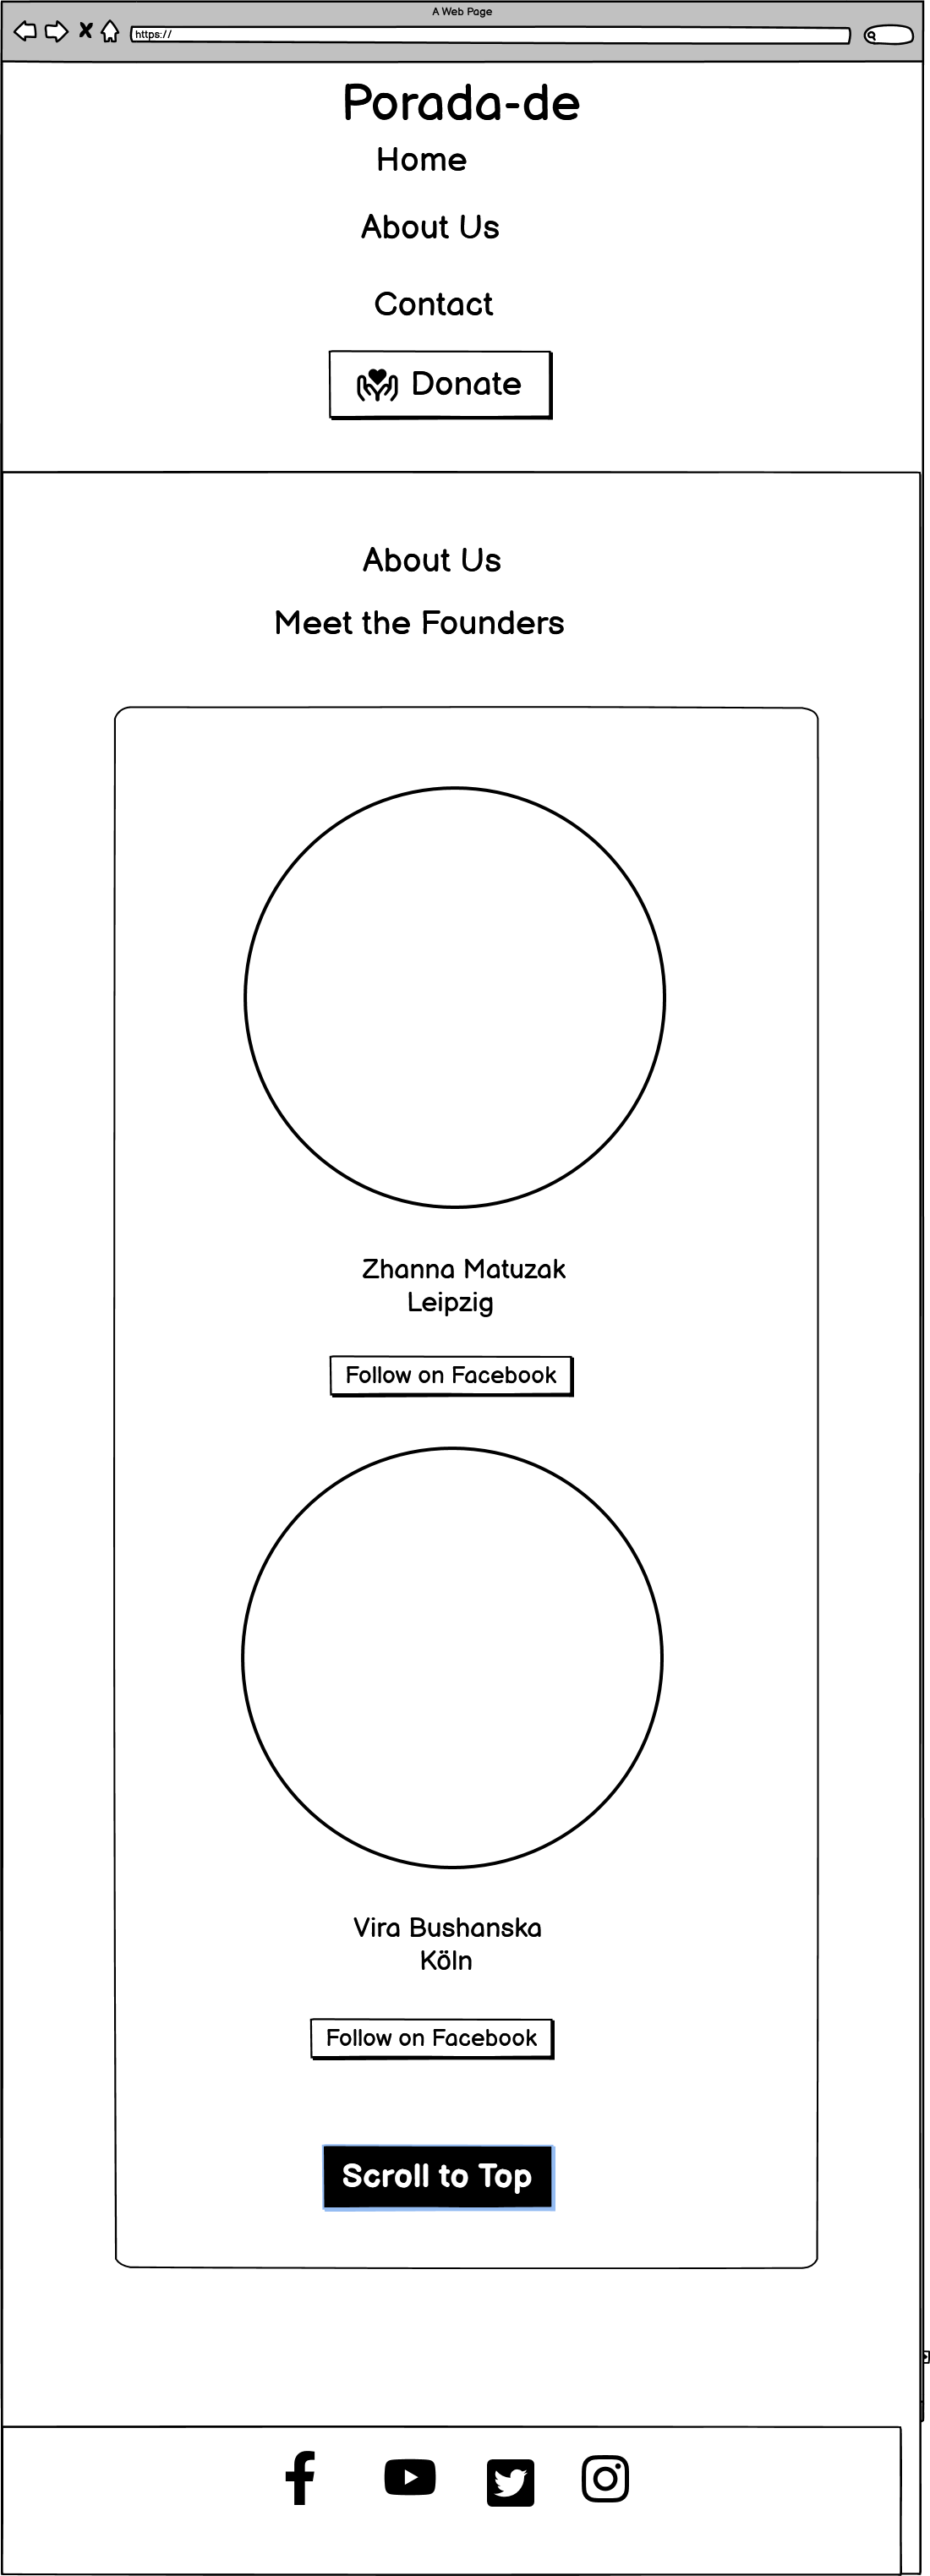 A Web Page
https://
Porada-de
Home
About Us
Contact
Donate
About Us
Meet the Founders
Zhanna Matuzak
Leipzig
Follow on Facebook
Vira Bushanska
Köln
Follow on Facebook
Scroll to Top